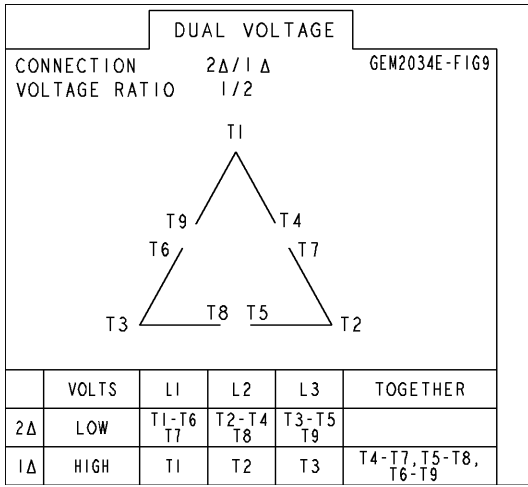 DUAL VOLTAGE
CONNECTION 2Δ/1Δ GEM2034E-FIG9
VOLTAGE RATIO 1/2
T1
T9 T4
T6 T7
T3 T8 T5 T2
VOLTS L1 L2 L3 TOGETHER
2Δ LOW T1-T6 T7 T2-T4 T8 T3-T5 T9
1Δ HIGH T1 T2 T3 T4-T7, T5-T8, T6-T9